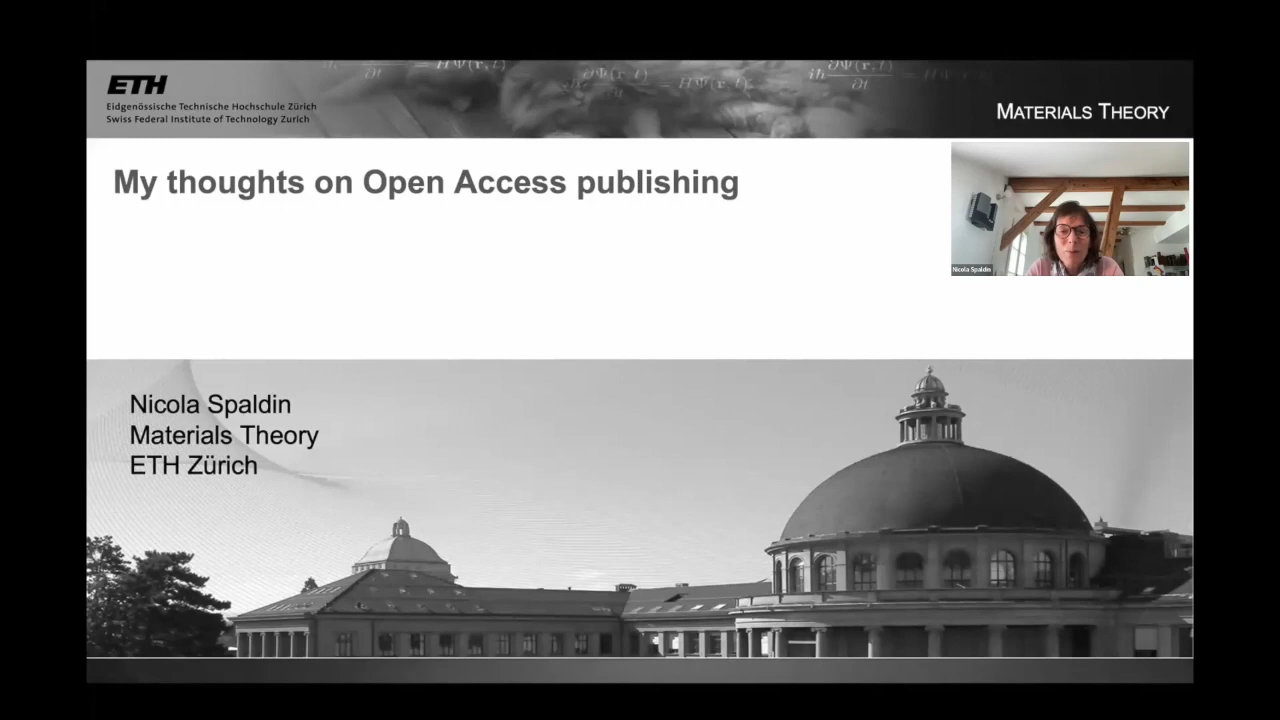 ETH
Eidgenössische Technische Hochschule Zürich
Swiss Federal Institute of Technology Zurich
MATERIALS THEORY
My thoughts on Open Access publishing
Nicola Spaldin
Nicola Spaldin
Materials Theory
ETH Zürich